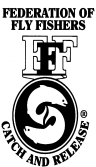 FEDERATION OF
FLY FISHERS
FFF
CATCH AND RELEASE®